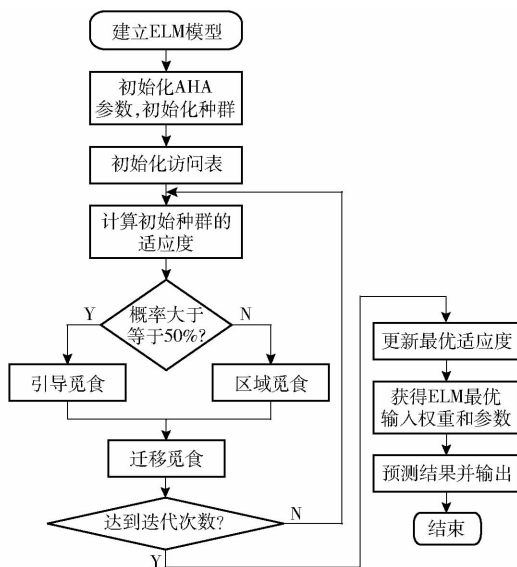 建立ELM模型
初始化AHA
参数,初始化种群
初始化访问表
计算初始种群的
适应度
概率大于
等于50%?
Y
N
引导觅食
区域觅食
迁移觅食
达到迭代次数?
N
Y
更新最优适应度
获得ELM最优
输入权重和参数
预测结果并输出
结束